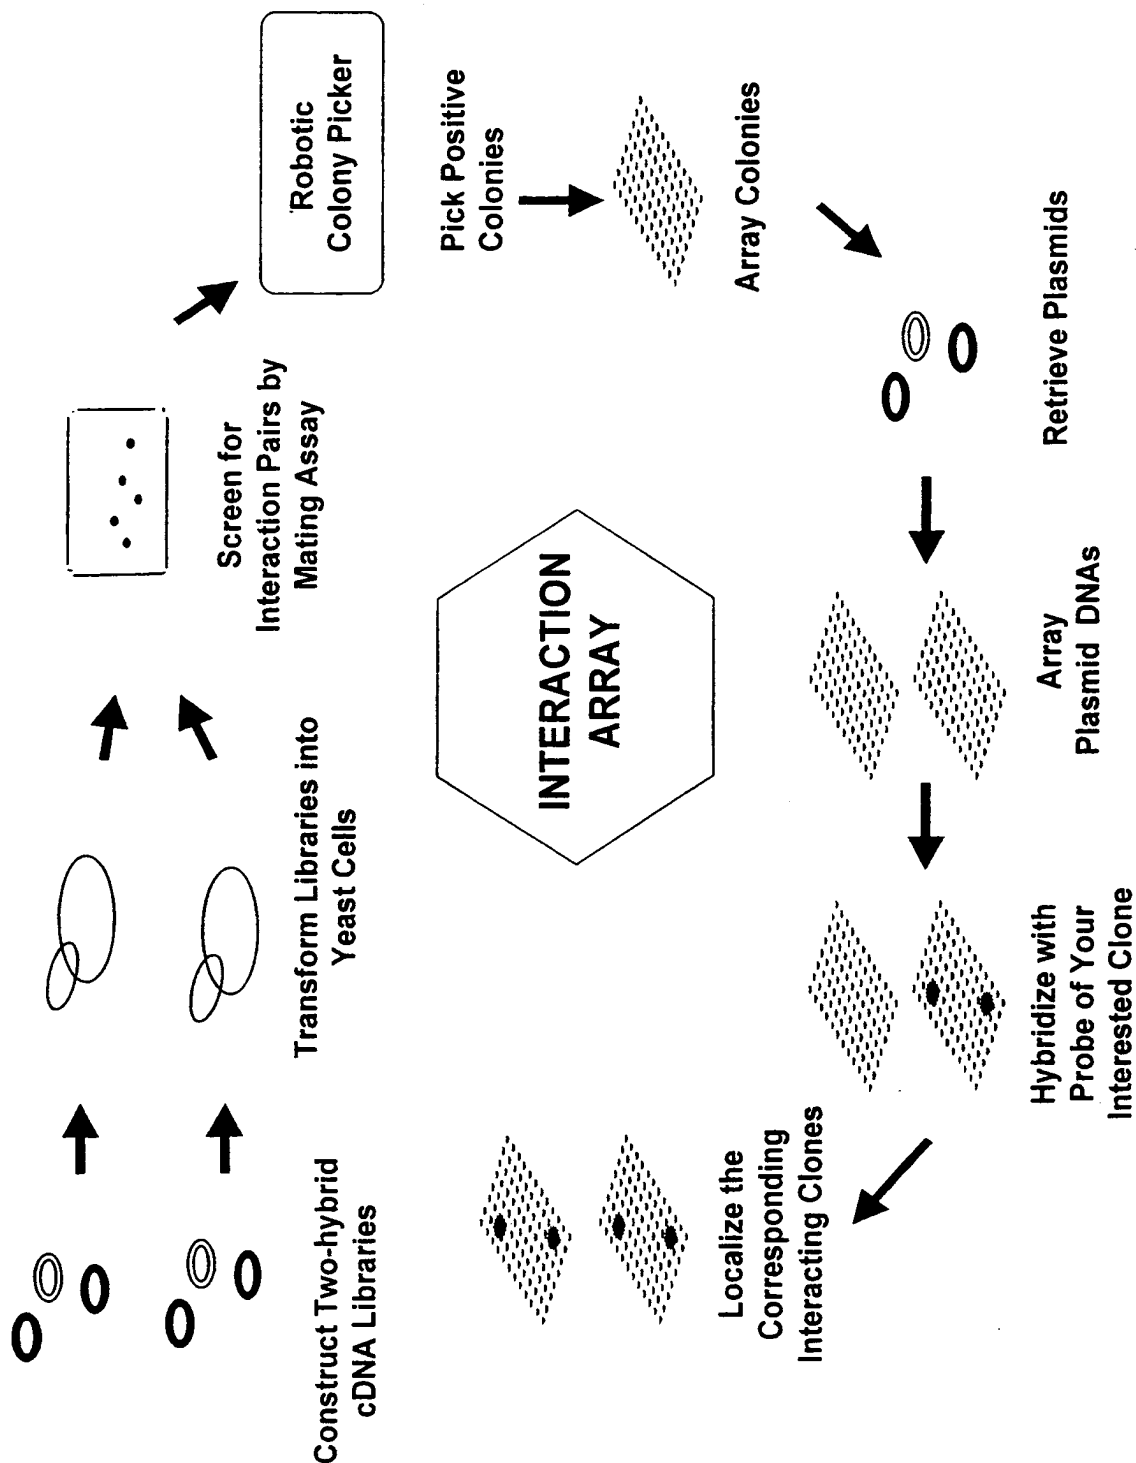 Construct Two-hybrid
cDNA Libraries
Transform Libraries into
Yeast Cells
Screen for
Interaction Pairs by
Mating Assay
Robotic
Colony Picker
Pick Positive
Colonies
Array Colonies
Retrieve Plasmids
Array
Plasmid DNAs
Hybridize with
Probe of Your
Interested Clone
Localize the
Corresponding
Interacting Clones
INTERACTION
ARRAY